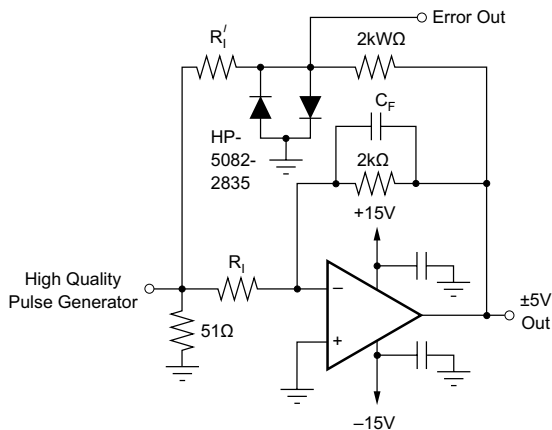 Error Out
R'I
2kWΩ
CF
HP-
5082-
2835
2kΩ
+15V
RI
High Quality
Pulse Generator
–
+
51Ω
±5V
Out
–15V